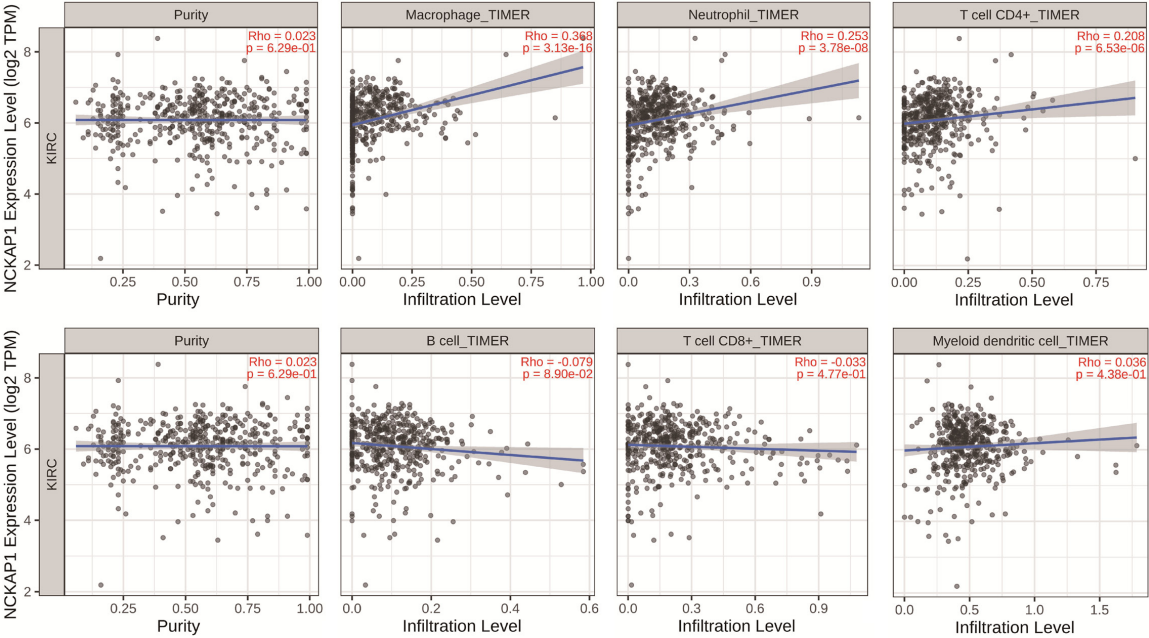 Purity
Macrophage_TIMER
Neutrophil_TIMER
T cell CD4+_TIMER
Rho = 0.023
p = 6.29e-01
Rho = 0.368
p = 3.13e-16
Rho = 0.253
p = 3.78e-08
Rho = 0.208
p = 6.53e-06
NCKAP1 Expression Level (log2 TPM)
KIRC
8
6
4
2
0.25 0.50 0.75 1.00
0.00 0.25 0.50 0.75 1.00
0.0 0.3 0.6 0.9
0.00 0.25 0.50 0.75
Purity
Infiltration Level
Infiltration Level
Infiltration Level
Purity
B cell_TIMER
T cell CD8+_TIMER
Myeloid dendritic cell_TIMER
Rho = 0.023
p = 6.29e-01
Rho = -0.079
p = 8.90e-02
Rho = -0.033
p = 4.77e-01
Rho = 0.036
p = 4.38e-01
NCKAP1 Expression Level (log2 TPM)
KIRC
8
6
4
2
0.25 0.50 0.75 1.00
0.0 0.2 0.4 0.6
0.0 0.3 0.6 0.9
0.0 0.5 1.0 1.5
Purity
Infiltration Level
Infiltration Level
Infiltration Level